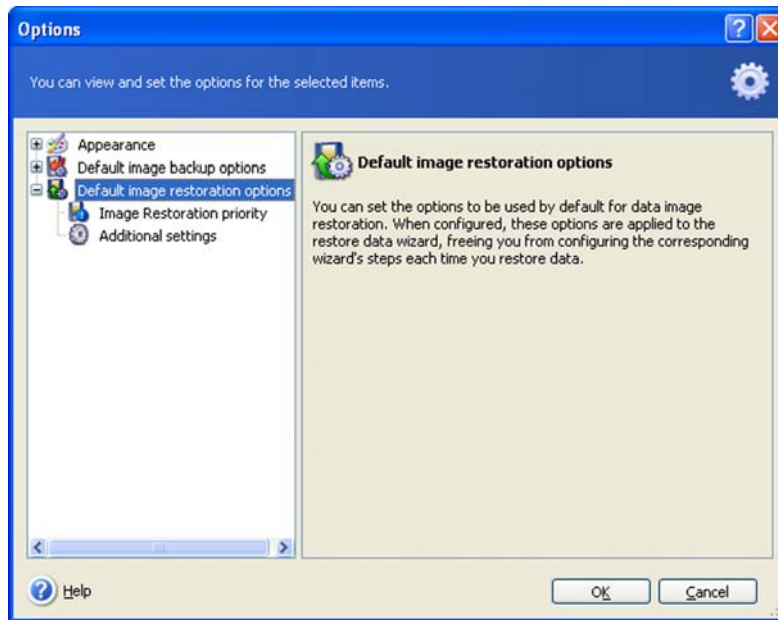 Options
You can view and set the options for the selected items.
Appearance
Default image backup options
Default image restoration options
Image Restoration priority
Additional settings
Default image restoration options
You can set the options to be used by default for data image
restoration. When configured, these options are applied to the
restore data wizard, freeing you from configuring the corresponding
wizard's steps each time you restore data.
Help
OK
Cancel